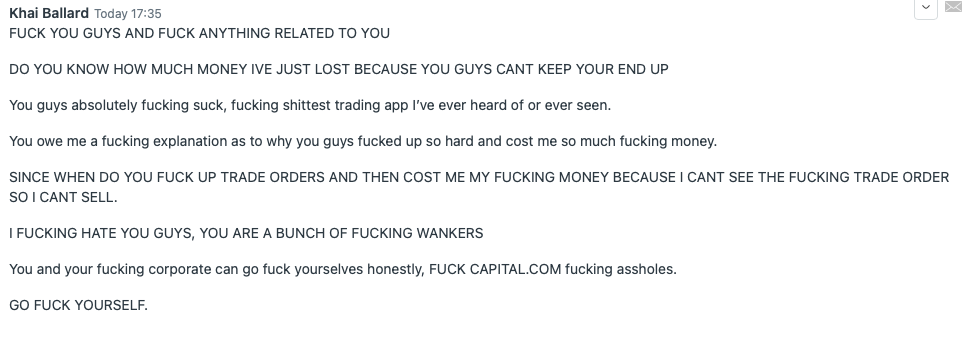 Khai Ballard Today 17:35
FUCK YOU GUYS AND FUCK ANYTHING RELATED TO YOU
DO YOU KNOW HOW MUCH MONEY IVE JUST LOST BECAUSE YOU GUYS CANT KEEP YOUR END UP
You guys absolutely fucking suck, fucking shittest trading app I've ever heard of or ever seen.
You owe me a fucking explanation as to why you guys fucked up so hard and cost me so much fucking money.
SINCE WHEN DO YOU FUCK UP TRADE ORDERS AND THEN COST ME MY FUCKING MONEY BECAUSE I CANT SEE THE FUCKING TRADE ORDER
SO I CANT SELL.
I FUCKING HATE YOU GUYS, YOU ARE A BUNCH OF FUCKING WANKERS
You and your fucking corporate can go fuck yourselves honestly, FUCK CAPITAL.COM fucking assholes.
GO FUCK YOURSELF.